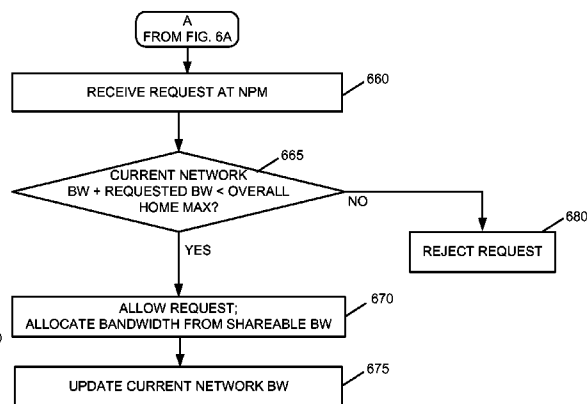 A
FROM FIG. 6A
RECEIVE REQUEST AT NPM
660
665
CURRENT NETWORK
BW + REQUESTED BW < OVERALL
HOME MAX?
NO
680
REJECT REQUEST
YES
670
ALLOW REQUEST;
ALLOCATE BANDWIDTH FROM SHAREABLE BW
675
UPDATE CURRENT NETWORK BW